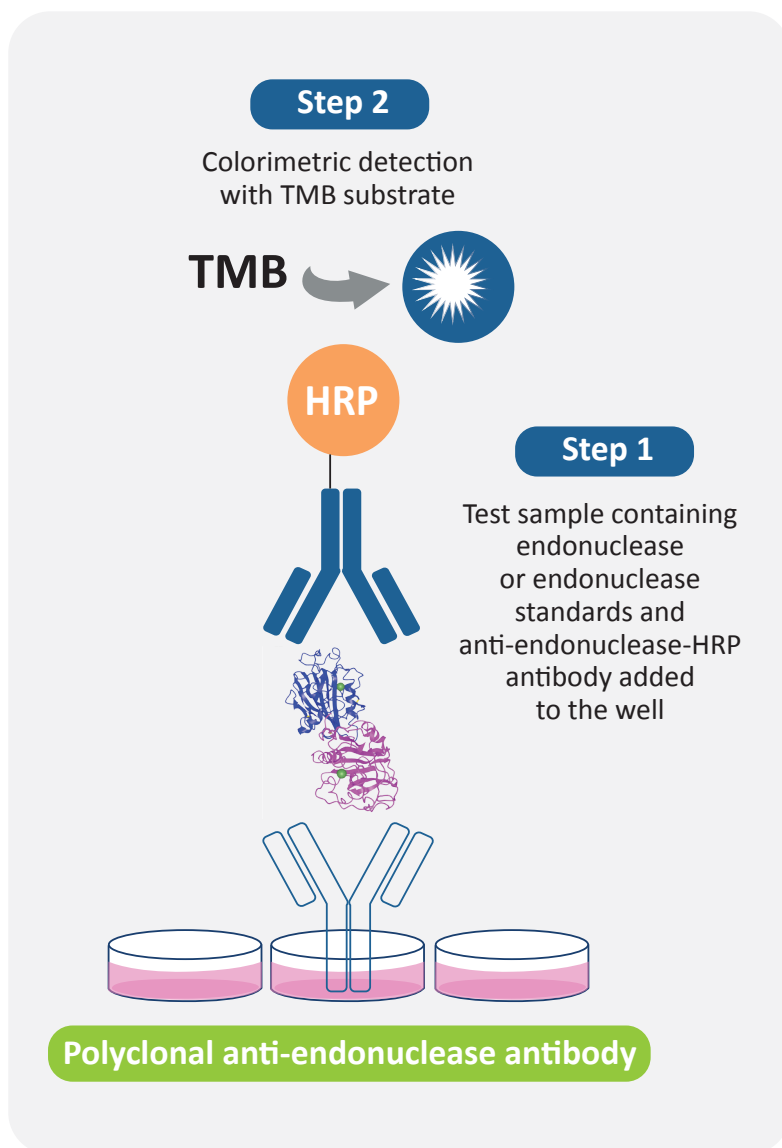 Step 2
Colorimetric detection
with TMB substrate
TMB
HRP
Step 1
Test sample containing
endonuclease
or endonuclease
standards and
anti-endonuclease-HRP
antibody added
to the well
Polyclonal anti-endonuclease antibody